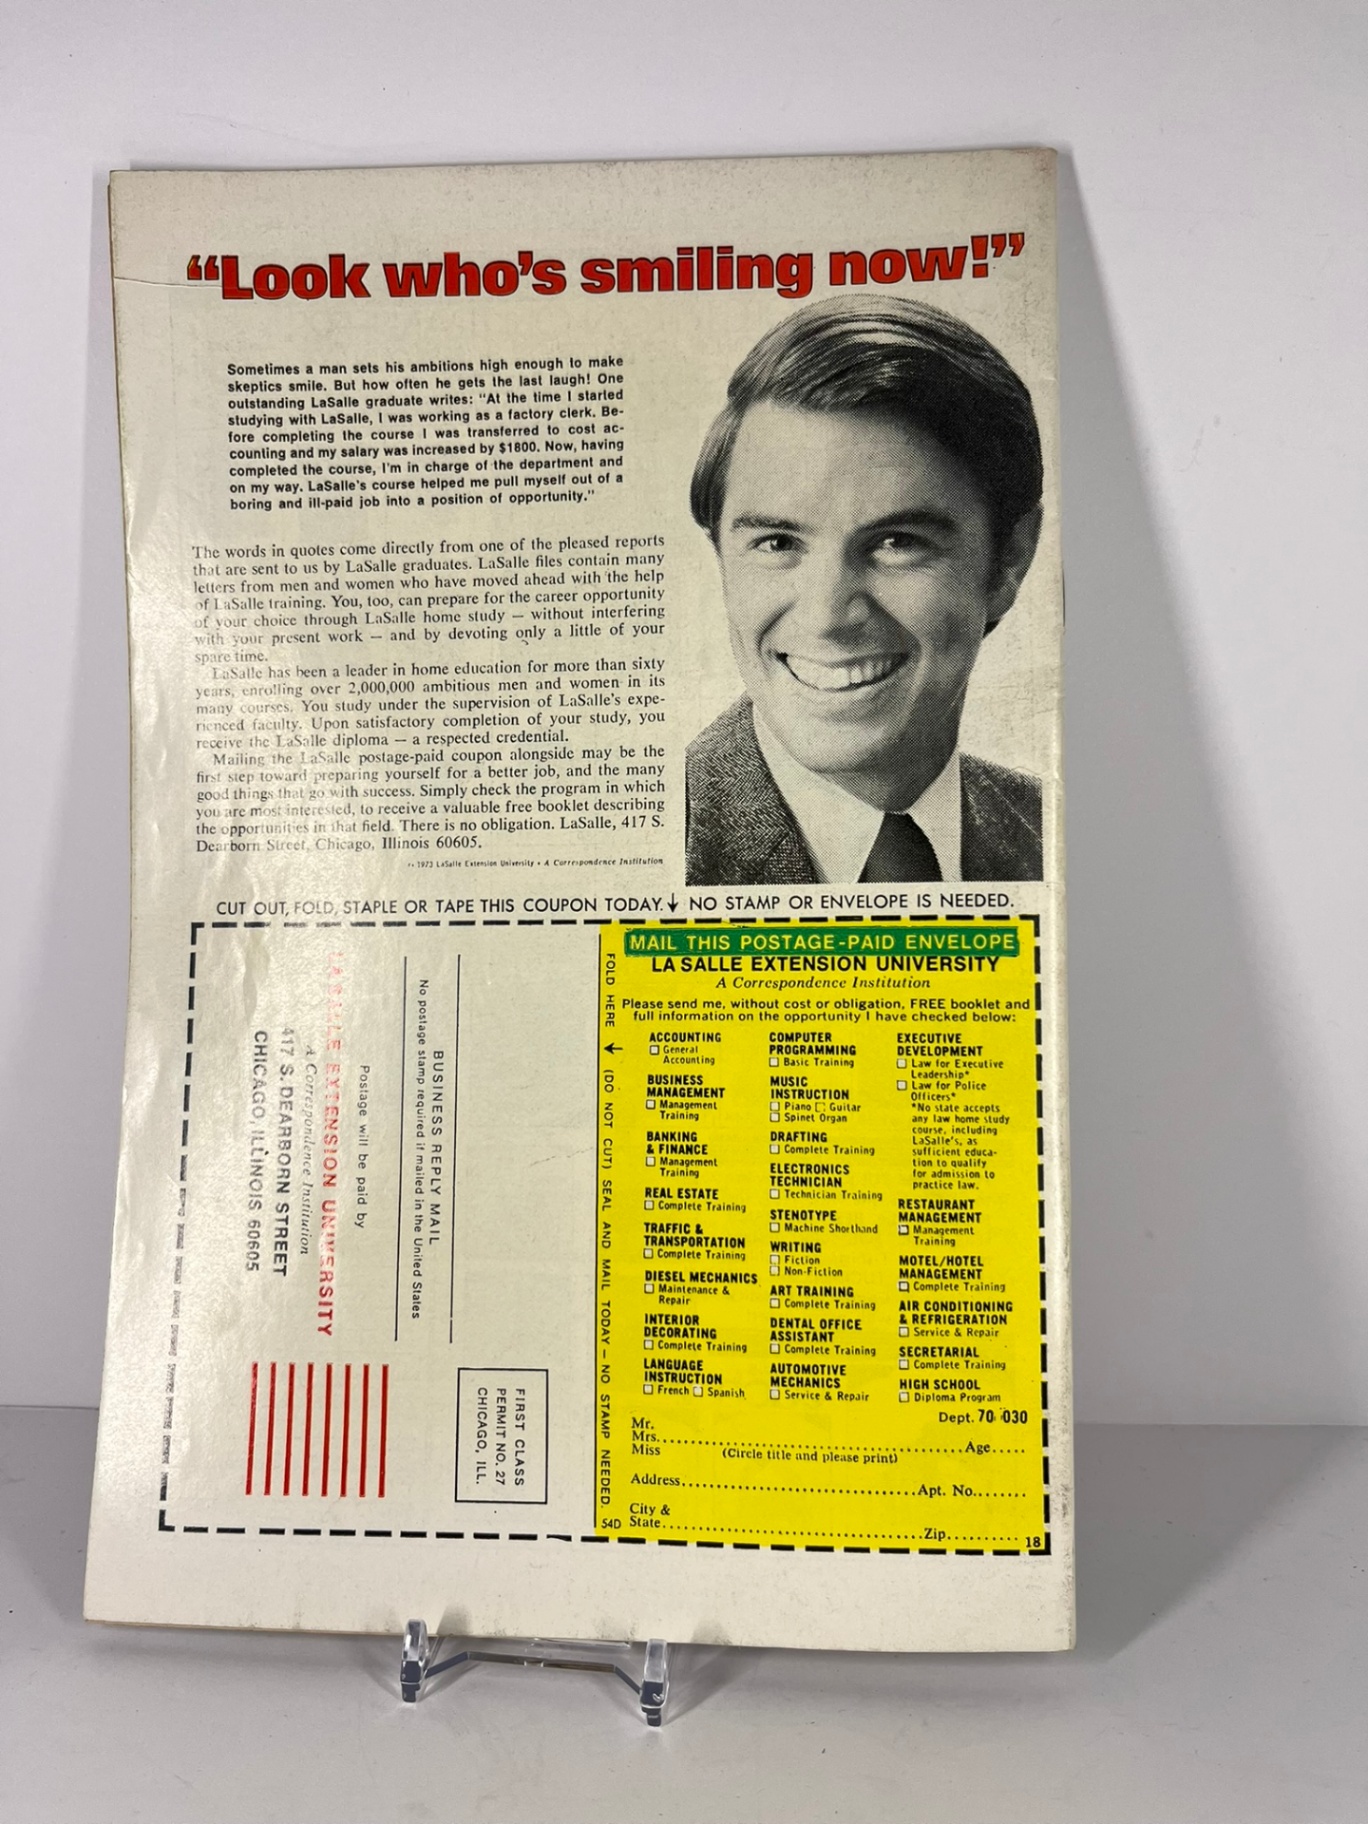 “Look who’s smiling now!”
Sometimes a man sets his ambitions high enough to make
skeptics smile. But how often he gets the last laugh! One
outstanding LaSalle graduate writes: "At the time I started
studying with LaSalle, I was working as a factory clerk. Be-
fore completing the course I was transferred to cost ac-
counting and my salary was increased by $1800. Now, having
completed the course, I'm in charge of the department and
on my way. LaSalle's course helped me pull myself out of a
boring and ill-paid job into a position of opportunity."
The words in quotes come directly from one of the pleased reports
that are sent to us by LaSalle graduates. LaSalle files contain many
letters from men and women who have moved ahead with the help
of LaSalle training. You, too, can prepare for the career opportunity
of your choice through LaSalle home study — without interfering
with your present work — and by devoting only a little of your
spare time.
LaSalle has been a leader in home education for more than sixty
years, enrolling over 2,000,000 ambitious men and women in its
many courses. You study under the supervision of LaSalle's expe-
rienced faculty. Upon satisfactory completion of your study, you
receive the LaSalle diploma — a respected credential.
Mailing the LaSalle postage-paid coupon alongside may be the
first step toward preparing yourself for a better job, and the many
good things that go with success. Simply check the program in which
you are most interested, to receive a valuable free booklet describing
the opportunities in that field. There is no obligation. LaSalle, 417 S.
Dearborn Street, Chicago, Illinois 60605.
1973 LaSalle Extension University • A Correspondence Institution
CUT OUT, FOLD, STAPLE OR TAPE THIS COUPON TODAY. ↓ NO STAMP OR ENVELOPE IS NEEDED.
FIRST CLASS
PERMIT NO. 27
CHICAGO, ILL.
BUSINESS REPLY MAIL
No postage stamp required if mailed in the United States
Postage will be paid by
LA SALLE EXTENSION UNIVERSITY
A Correspondence Institution
417 S. DEARBORN STREET
CHICAGO, ILLINOIS 60605
FOLD HERE → (DO NOT CUT) SEAL AND MAIL TODAY — NO STAMP NEEDED.
54D
MAIL THIS POSTAGE-PAID ENVELOPE
LA SALLE EXTENSION UNIVERSITY
A Correspondence Institution
Please send me, without cost or obligation, FREE booklet and
full information on the opportunity I have checked below:
ACCOUNTING
☐ General
Accounting
BUSINESS
MANAGEMENT
☐ Management
Training
BANKING
& FINANCE
☐ Management
Training
REAL ESTATE
☐ Complete Training
TRAFFIC &
TRANSPORTATION
☐ Complete Training
DIESEL MECHANICS
☐ Maintenance &
Repair
INTERIOR
DECORATING
☐ Complete Training
LANGUAGE
INSTRUCTION
☐ French ☐ Spanish
COMPUTER
PROGRAMMING
☐ Basic Training
MUSIC
INSTRUCTION
☐ Piano ☐ Guitar
☐ Spinet Organ
DRAFTING
☐ Complete Training
ELECTRONICS
TECHNICIAN
☐ Technician Training
STENOTYPE
☐ Machine Shorthand
WRITING
☐ Fiction
☐ Non-Fiction
ART TRAINING
☐ Complete Training
DENTAL OFFICE
ASSISTANT
☐ Complete Training
AUTOMOTIVE
MECHANICS
☐ Service & Repair
EXECUTIVE
DEVELOPMENT
☐ Law for Executive
Leadership*
☐ Law for Police
Officers*
*No state accepts
any law home study
course, including
LaSalle's, as
sufficient educa-
tion to qualify
for admission to
practice law.
RESTAURANT
MANAGEMENT
☐ Management
Training
MOTEL/HOTEL
MANAGEMENT
☐ Complete Training
AIR CONDITIONING
& REFRIGERATION
☐ Service & Repair
SECRETARIAL
☐ Complete Training
HIGH SCHOOL
☐ Diploma Program
Dept. 70 030
Mr.
Mrs. Age
Miss (Circle title and please print)
Address Apt. No.
City &
State Zip
18